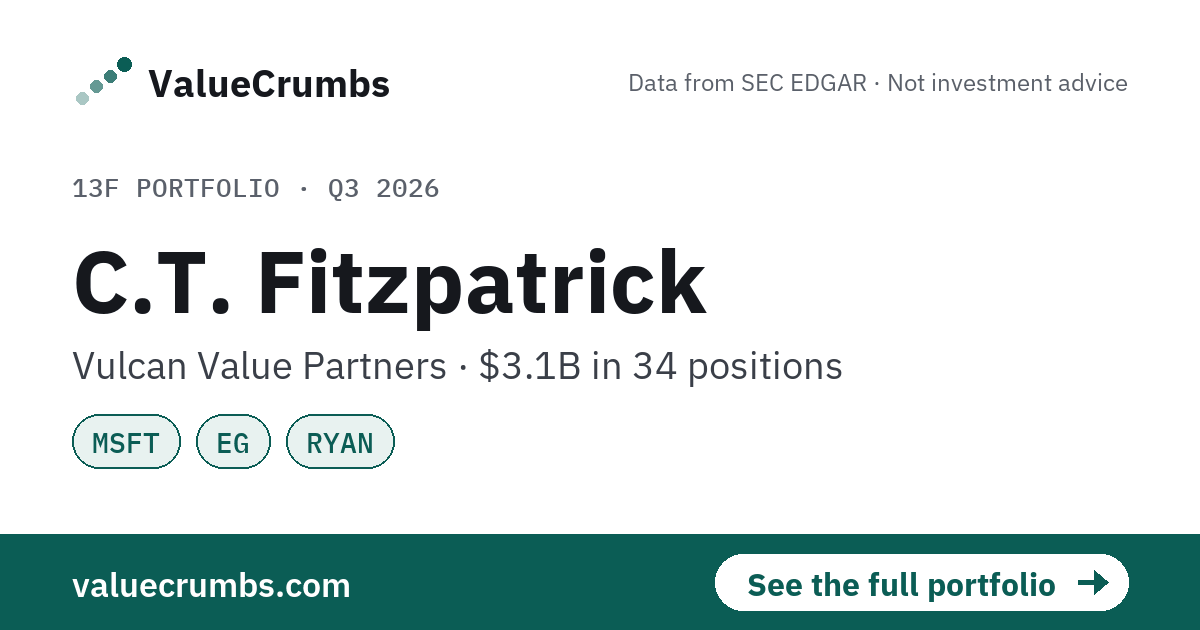 ValueCrumbs
Data from SEC EDGAR · Not investment advice
13F PORTFOLIO · Q3 2026
C.T. Fitzpatrick
Vulcan Value Partners · $3.1B in 34 positions
MSFT EG RYAN
valuecrumbs.com
See the full portfolio →